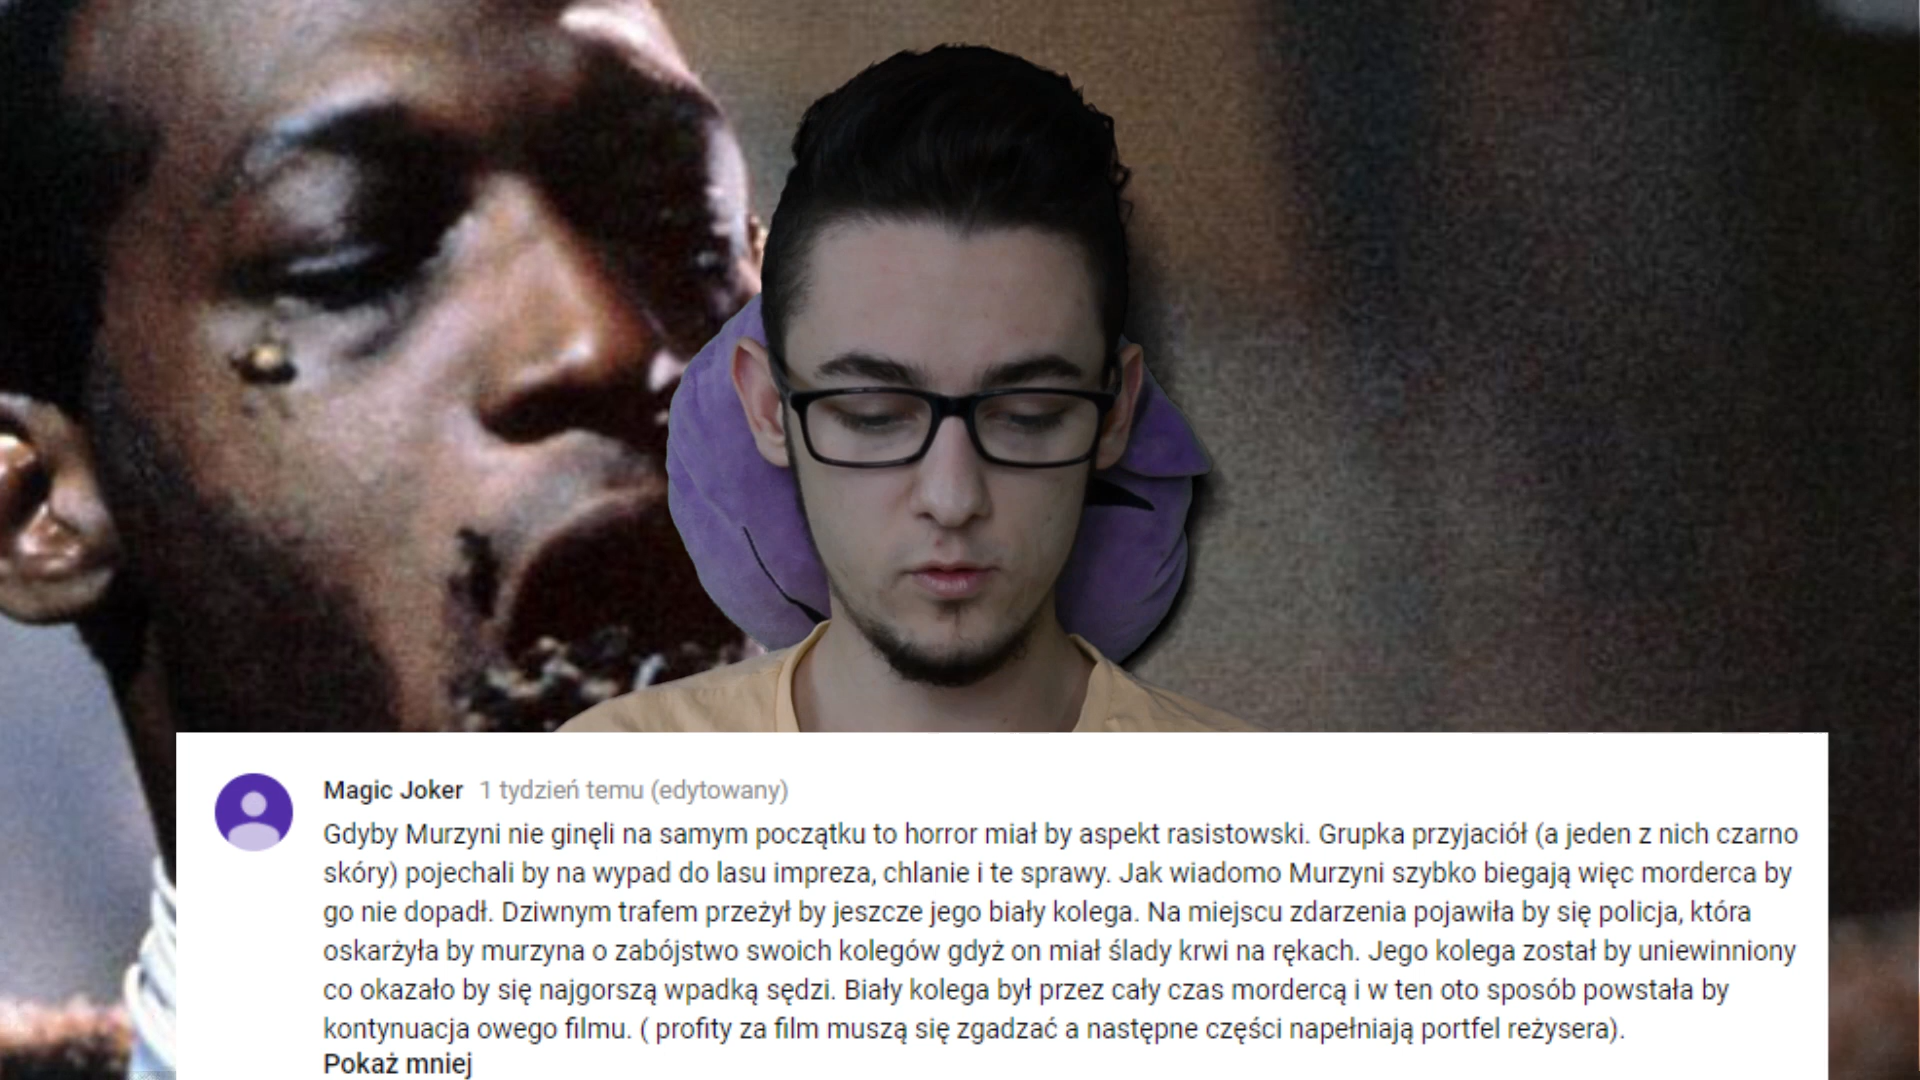 Magic Joker 1 tydzień temu (edytowany)
Gdyby Murzyni nie ginęli na samym początku to horror miał by aspekt rasistowski. Grupka przyjaciół (a jeden z nich czarno
skóry) pojechali by na wypad do lasu impreza, chlanie i te sprawy. Jak wiadomo Murzyni szybko biegają więc morderca by
go nie dopadł. Dziwnym trafem przeżył by jeszcze jego biały kolega. Na miejscu zdarzenia pojawiła by się policja, która
oskarżyła by murzyna o zabójstwo swoich kolegów gdyż on miał ślady krwi na rękach. Jego kolega został by uniewinniony
co okazało by się najgorszą wpadką sędzi. Biały kolega był przez cały czas mordercą i w ten oto sposób powstała by
kontynuacja owego filmu. ( profity za film muszą się zgadzać a następne części napełniają portfel reżysera).
Pokaż mniej